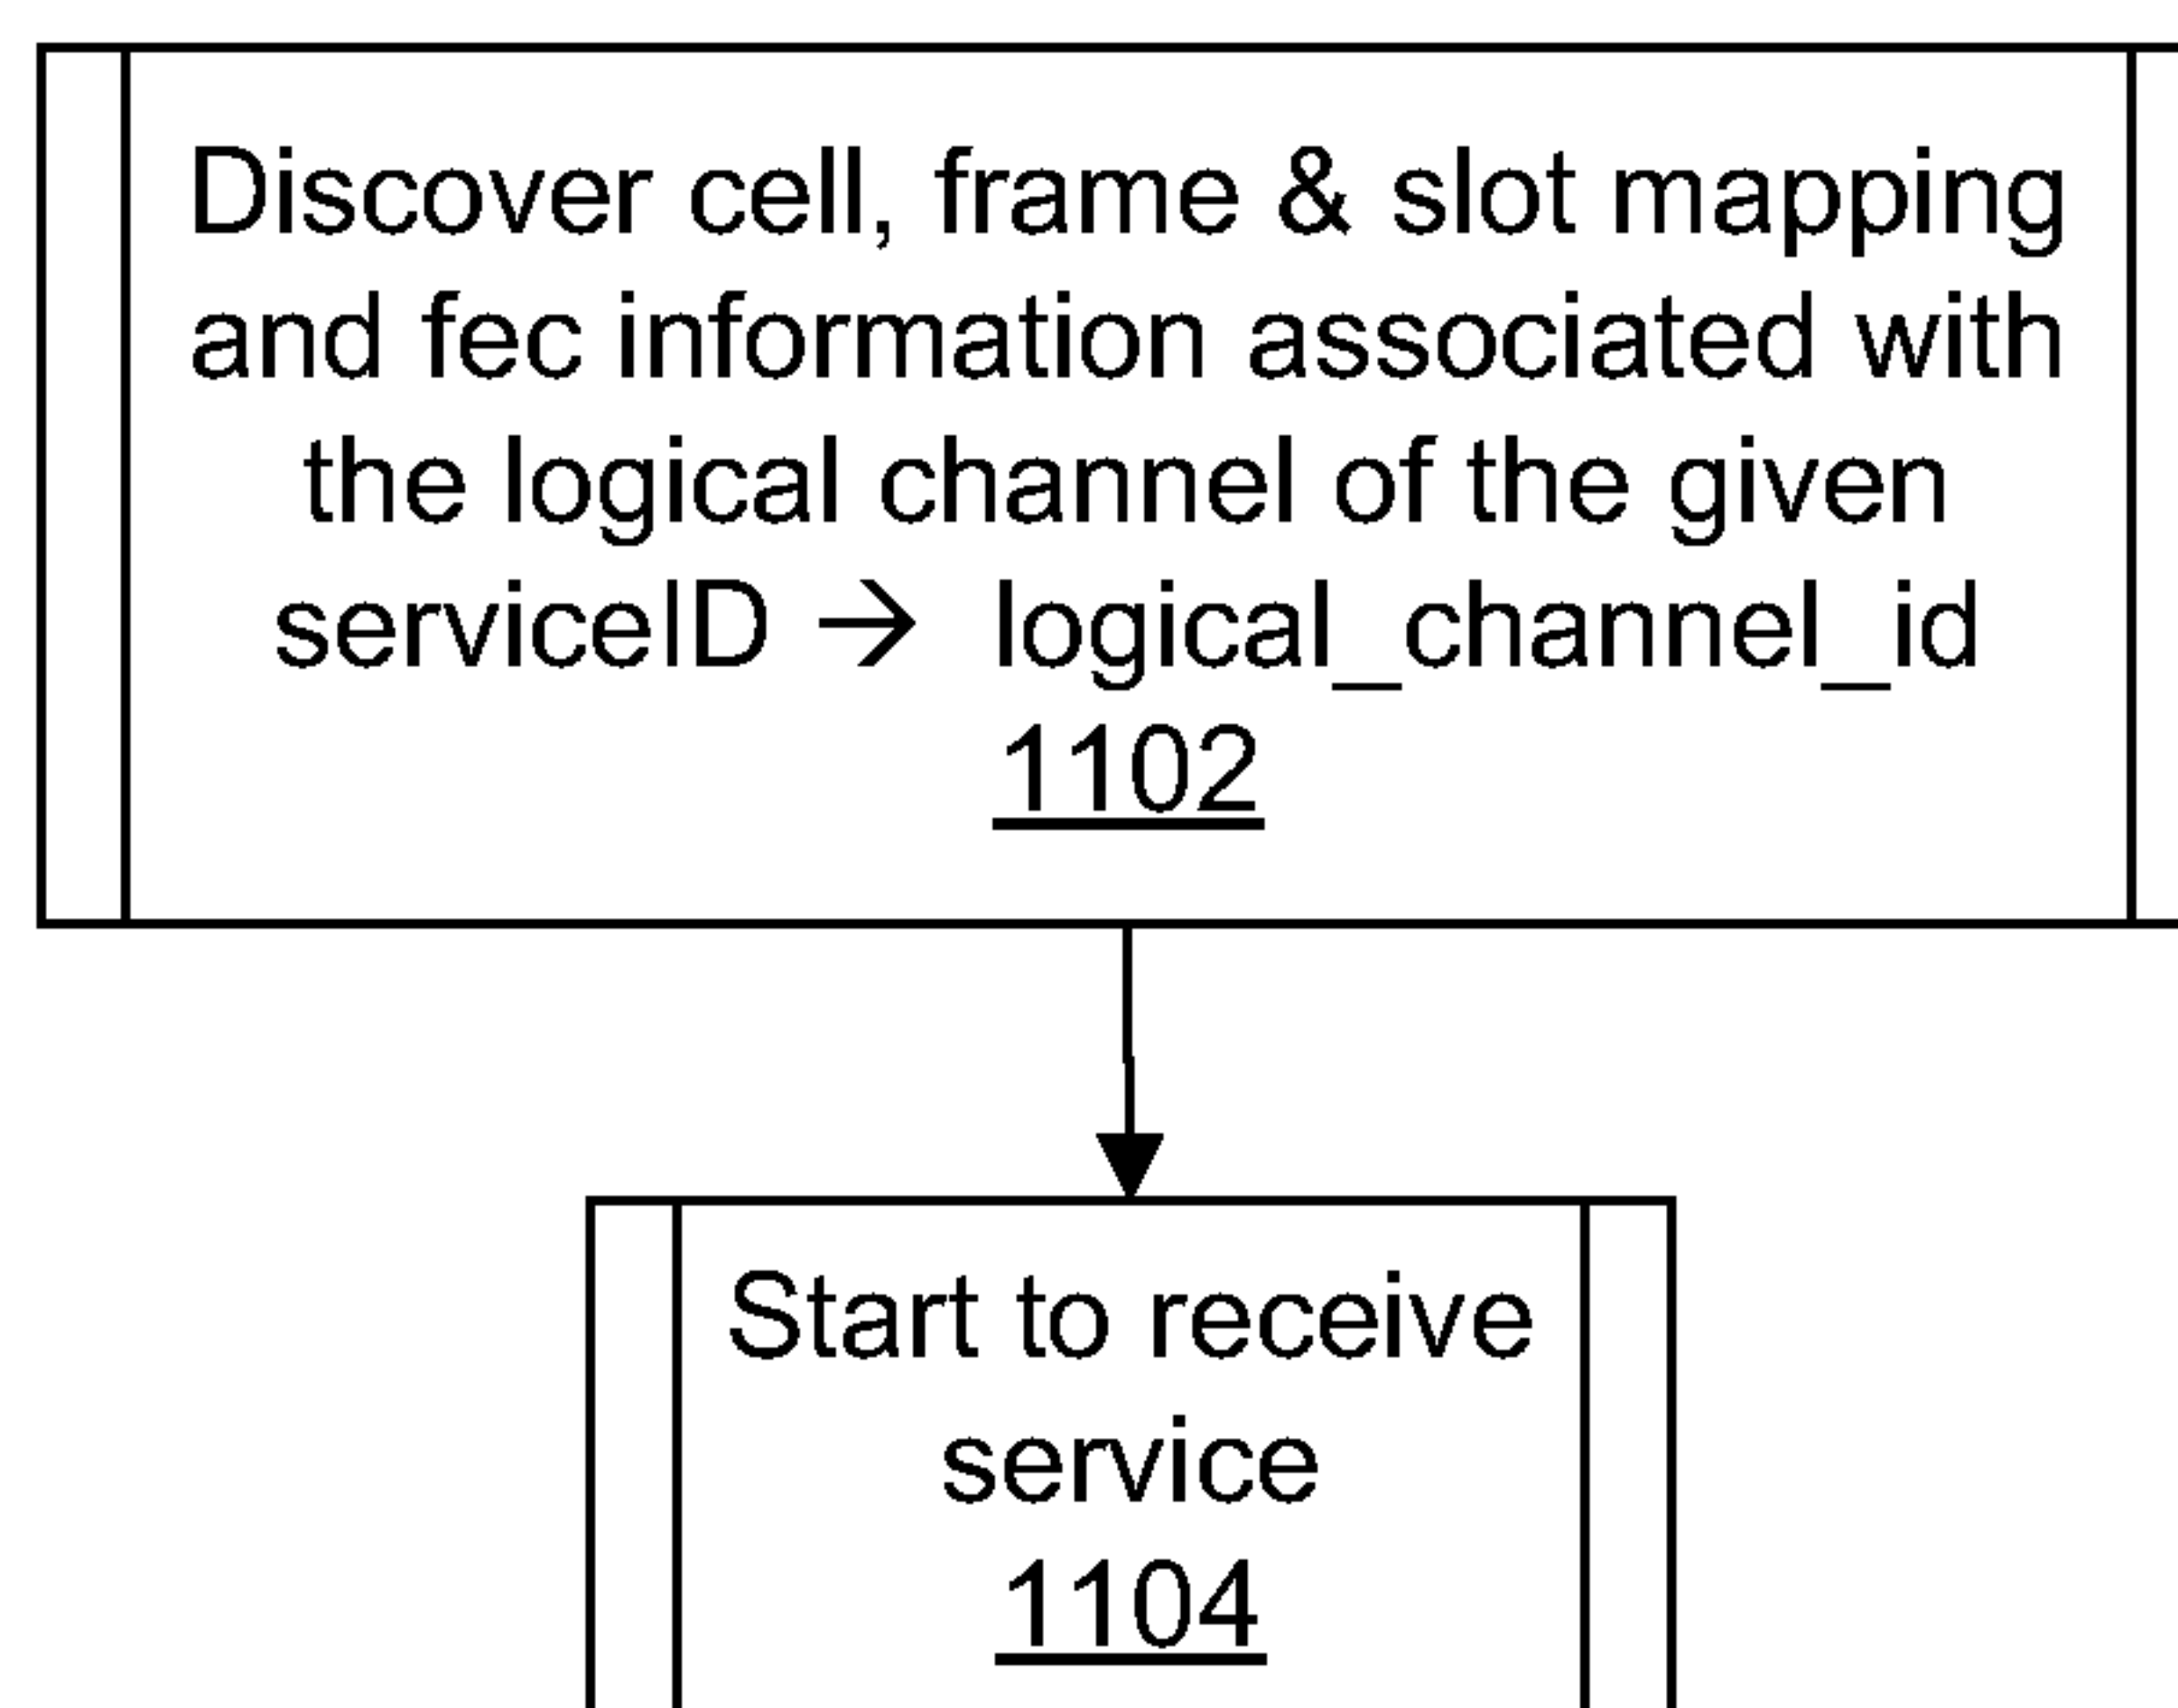 Discover cell, frame & slot mapping
and fec information associated with
the logical channel of the given
serviceID → logical_channel_id
1102
Start to receive
service
1104